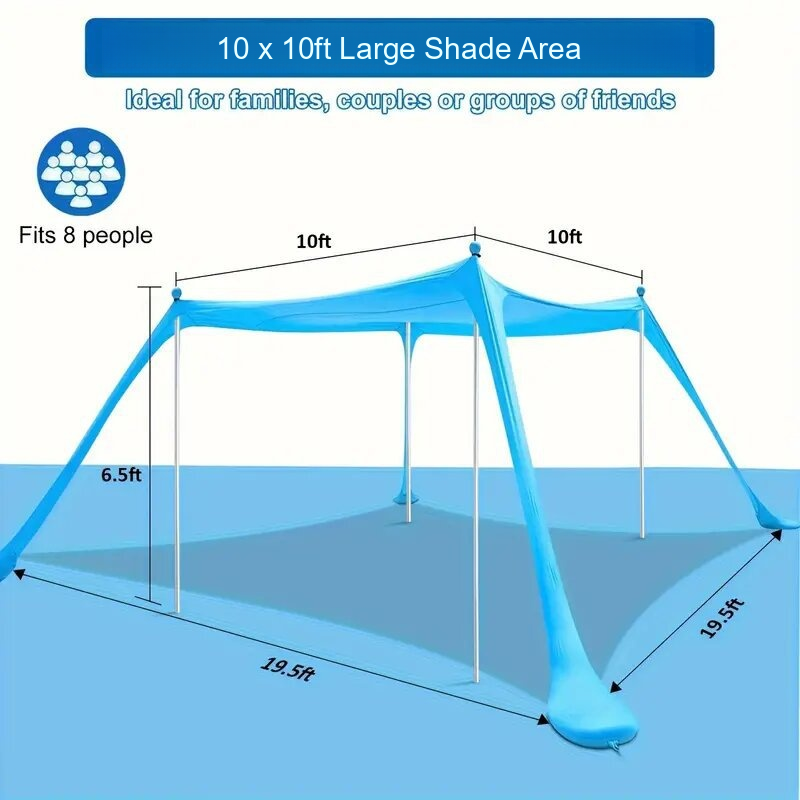 10 x 10ft Large Shade Area
Ideal for families, couples or groups of friends
Fits 8 people
10ft
10ft
6.5ft
19.5ft
19.5ft